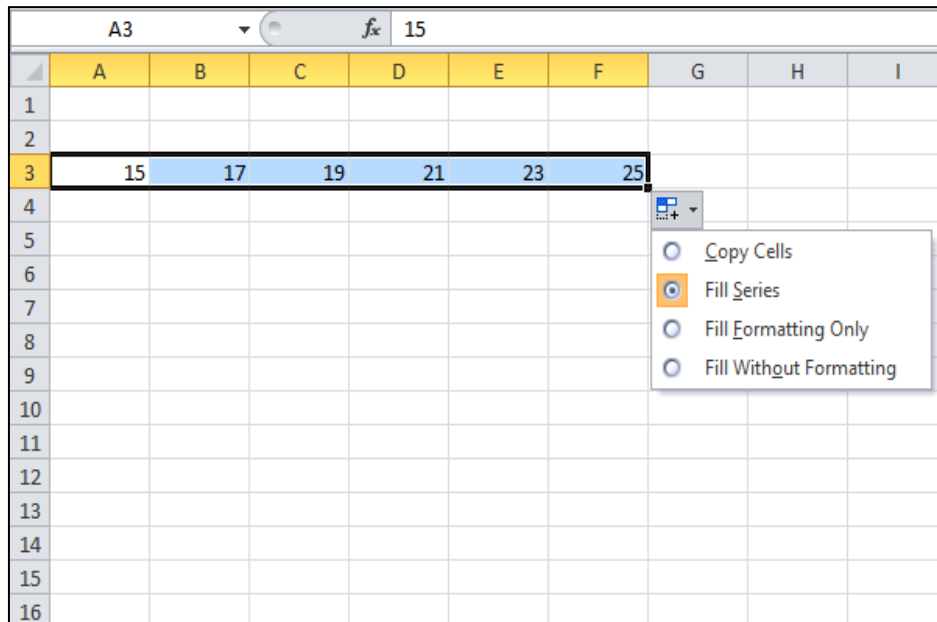 A3 fx 15
A B C D E F G H I
1
2
3 15 17 19 21 23 25
4
5 Copy Cells
6 Fill Series
7 Fill Formatting Only
8 Fill Without Formatting
9
10
11
12
13
14
15
16